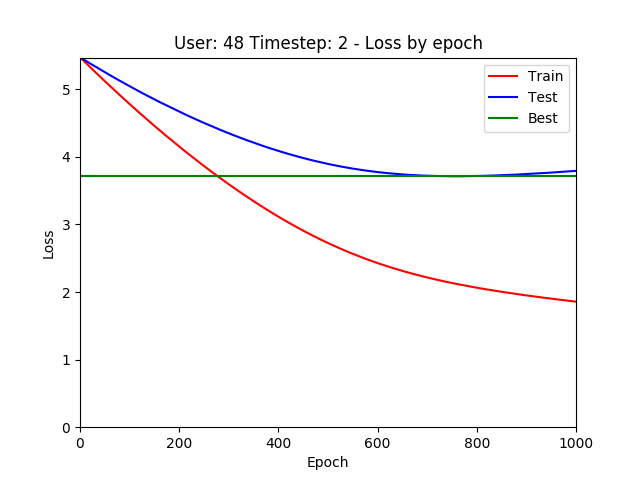 User: 48 Timestep: 2 - Loss by epoch
Train
Test
Best
5
4
3
2
1
0
Loss
0 200 400 600 800 1000
Epoch